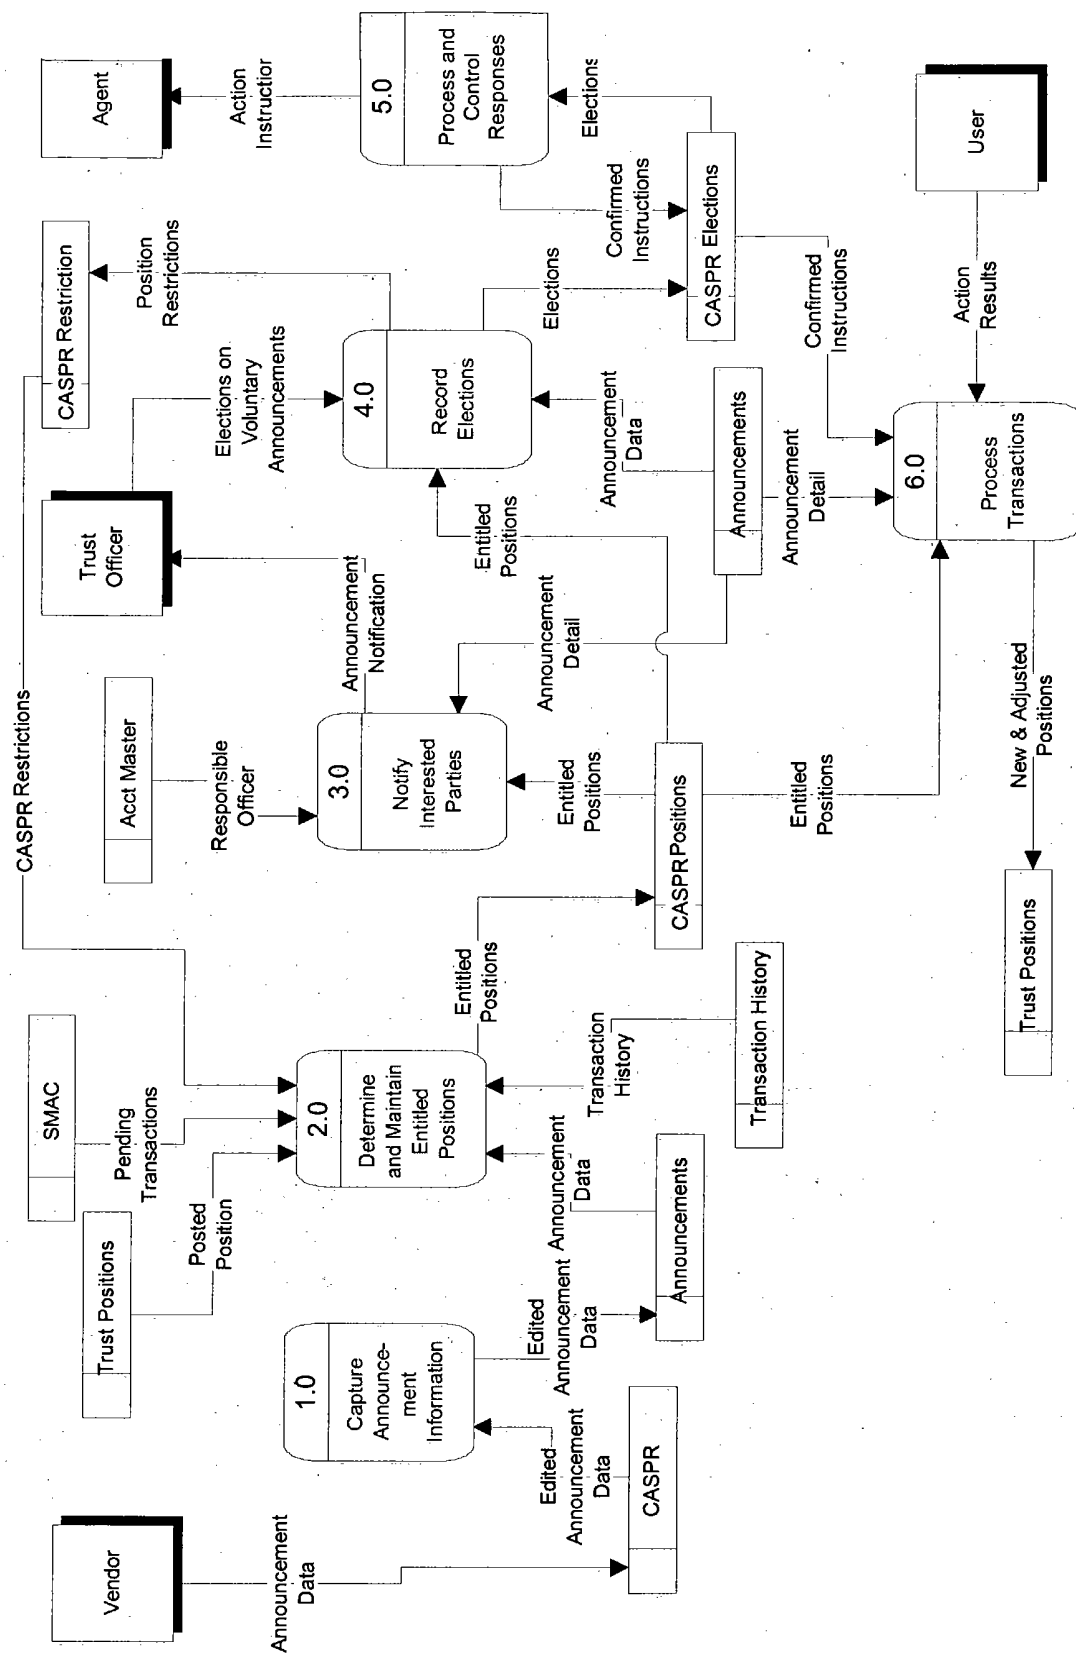 Vendor
Announcement
Data
CASPR
Edited
Announcement
Data
1.0
Capture
Announce-
ment
Information
Edited
Announcement
Data
Announcements
Announcement
Data
Trust Positions
Posted
Position
SMAC
Pending
Transactions
CASPR Restrictions
2.0
Determine
and Maintain
Entitled
Positions
Transaction
History
Transaction History
Entitled
Positions
CASPR Positions
Acct Master
Responsible
Officer
3.0
Notify
Interested
Parties
Entitled
Positions
Announcement
Detail
Announcement
Notification
Trust
Officer
Elections on
Voluntary
Announcements
Entitled
Positions
4.0
Record
Elections
Announcement
Data
Announcements
Announcement
Detail
Position
Restrictions
CASPR Restriction
Elections
CASPR Elections
Confirmed
Instructions
Elections
5.0
Process and
Control
Responses
Action
Instruction
Agent
Confirmed
Instructions
Entitled
Positions
6.0
Process
Transactions
Action
Results
User
New & Adjusted
Positions
Trust Positions